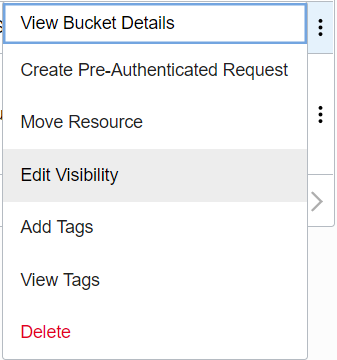 View Bucket Details
Create Pre-Authenticated Request
Move Resource
Edit Visibility
Add Tags
View Tags
Delete